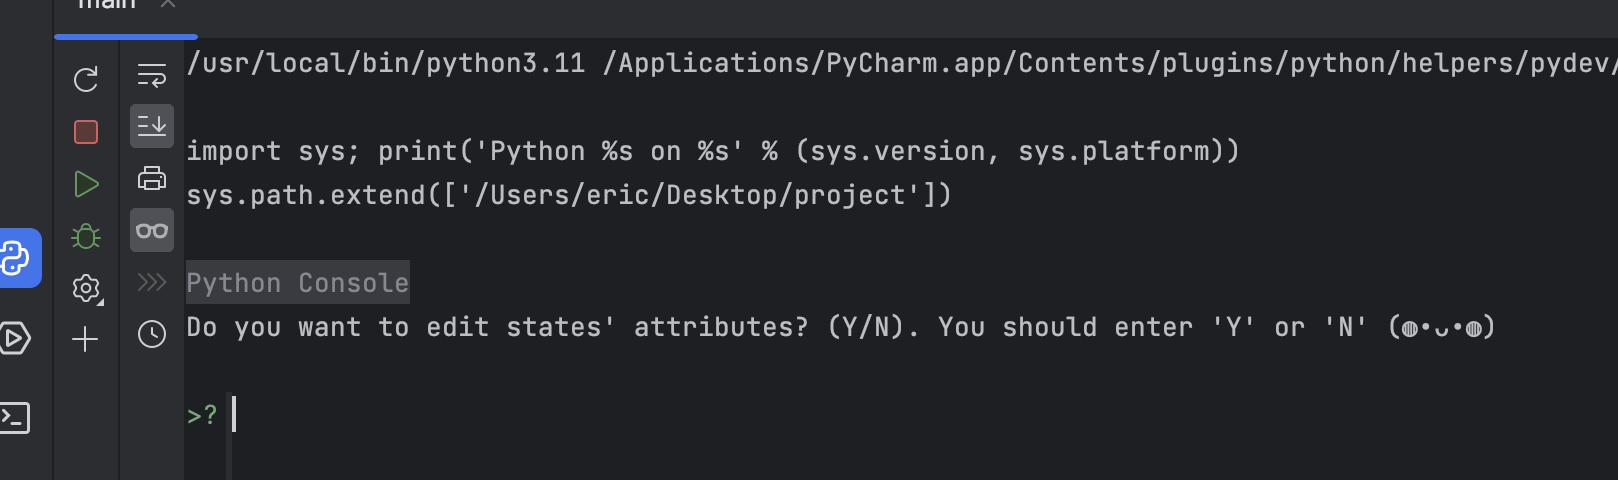 main
/usr/local/bin/python3.11 /Applications/PyCharm.app/Contents/plugins/python/helpers/pydev/
import sys; print('Python %s on %s' % (sys.version, sys.platform))
sys.path.extend(['/Users/eric/Desktop/project'])
Python Console
Do you want to edit states' attributes? (Y/N). You should enter 'Y' or 'N' (◍•ᴗ•◍)
>?